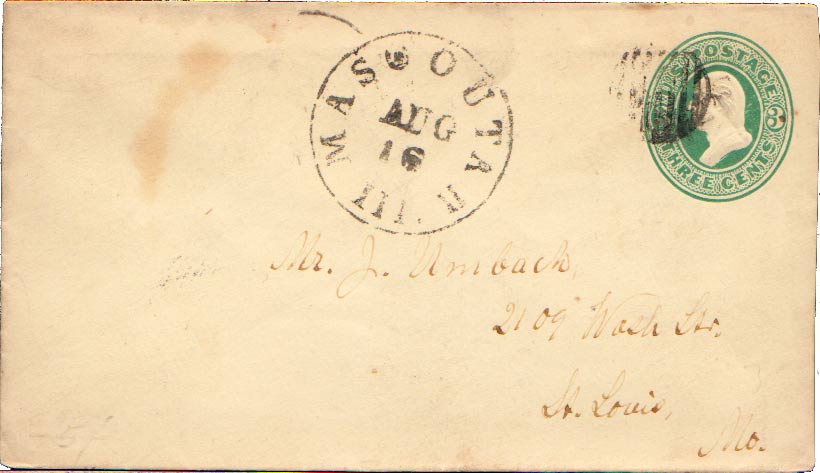 MASCOUTAH ILL.
AUG
16
U.S. POSTAGE
3
THREE CENTS
Mr. J. Umbach,
2109 Wash Str.
St. Louis,
Mo.